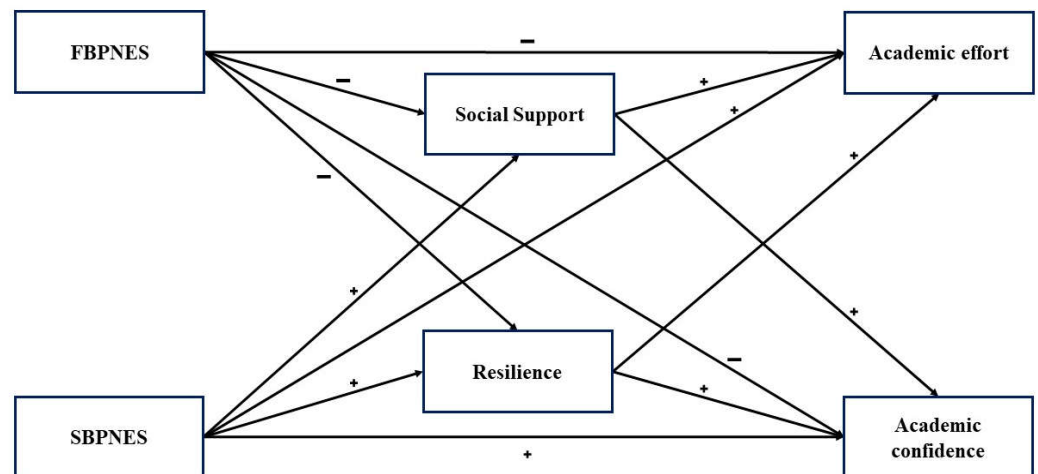 FBPNES
−
Academic effort
−
+
Social Support
+
+
−
+
+
Resilience
−
+
+
SBPNES
+
Academic
confidence